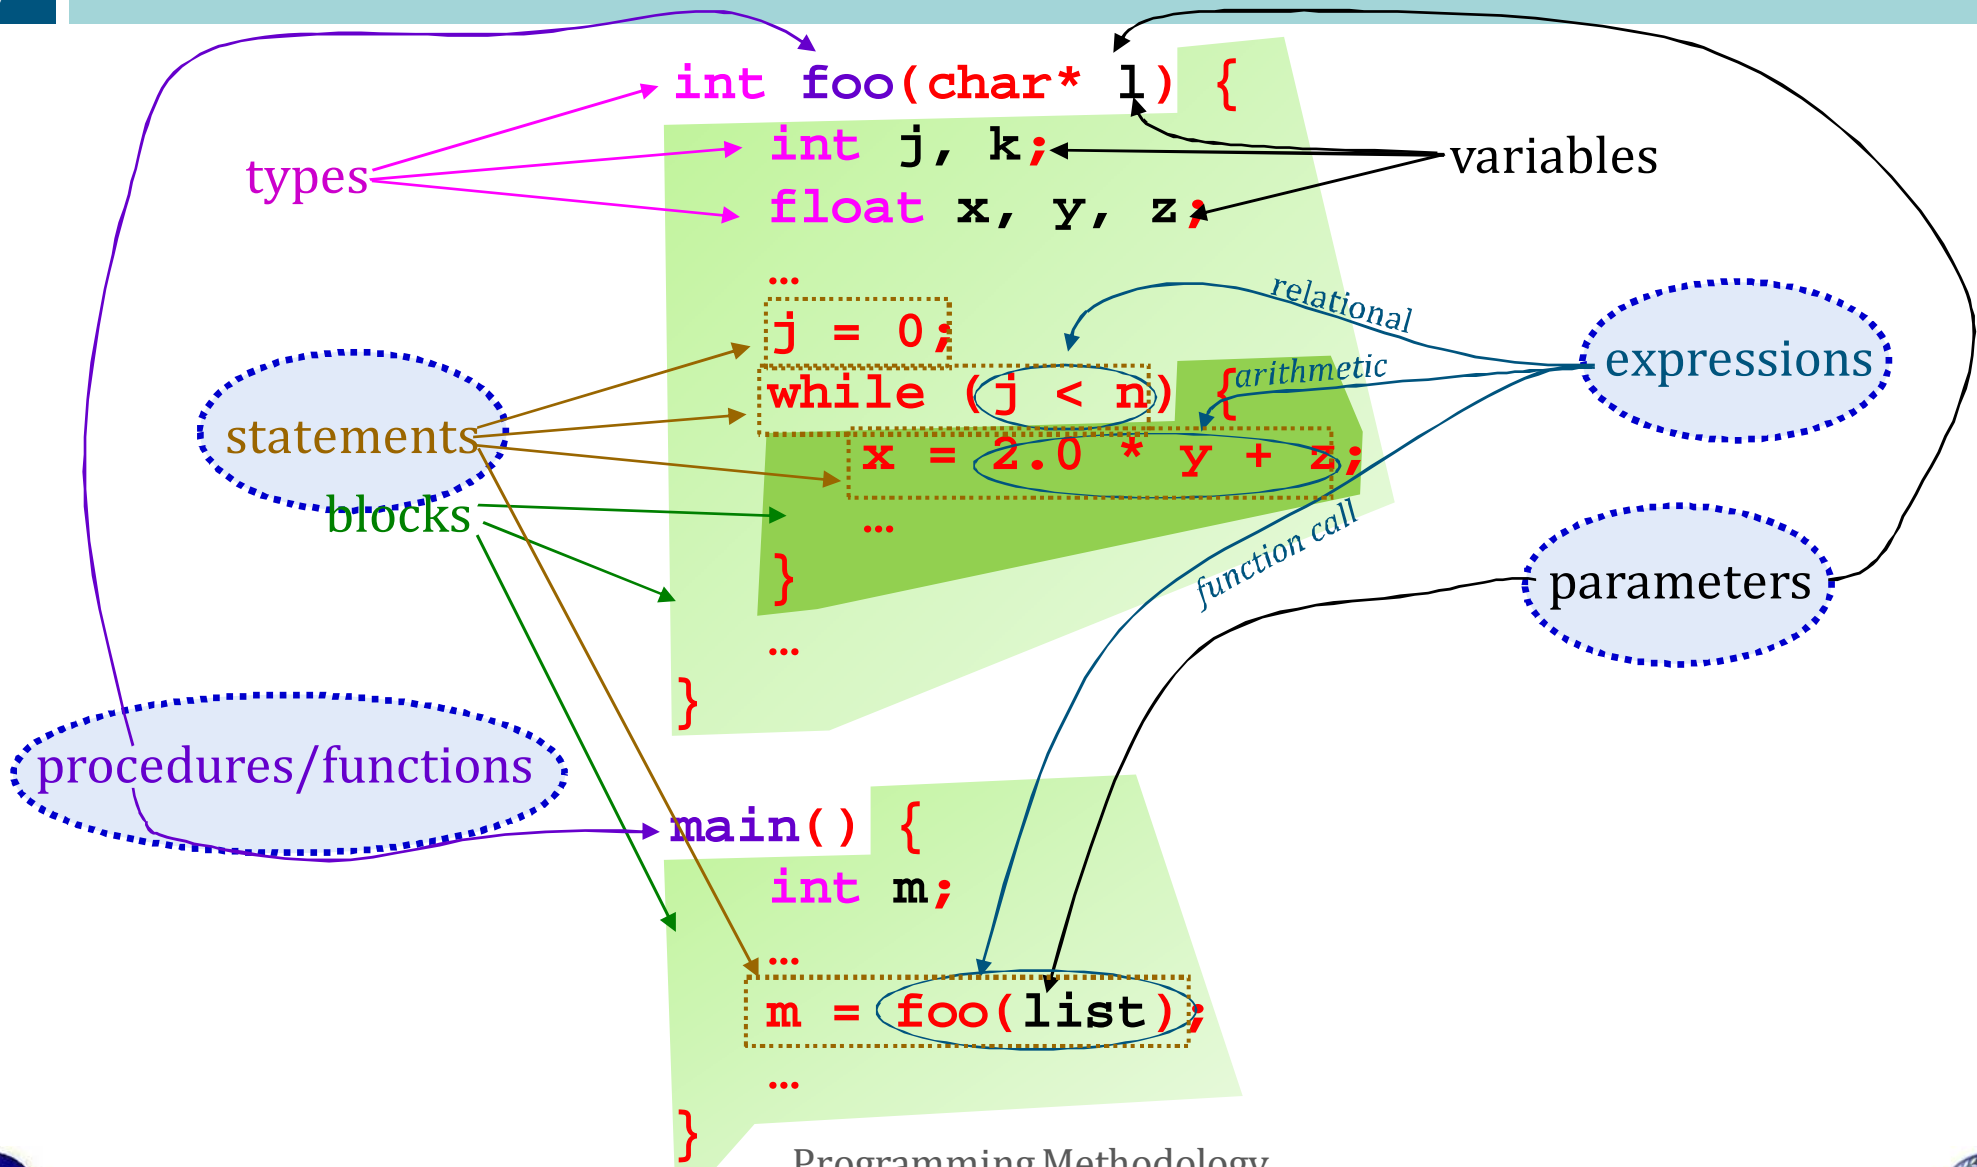 int foo(char* l) {
int j, k;
variables
types
float x, y, z;
…
relational
j = 0;
expressions
arithmetic
while (j < n) {
statements
x = 2.0 * y + z;
blocks
…
function call
}
parameters
…
}
procedures/functions
main() {
int m;
…
m = foo(list);
…
}
Programming Methodology